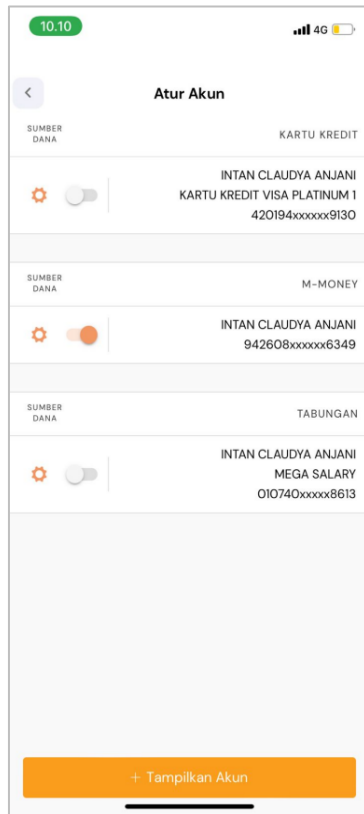 10.10
4G
Atur Akun
SUMBER
DANA
KARTU KREDIT
INTAN CLAUDYA ANJANI
KARTU KREDIT VISA PLATINUM 1
420194xxxxxx9130
SUMBER
DANA
M-MONEY
INTAN CLAUDYA ANJANI
942608xxxxxx6349
SUMBER
DANA
TABUNGAN
INTAN CLAUDYA ANJANI
MEGA SALARY
010740xxxxx8613
+ Tampilkan Akun